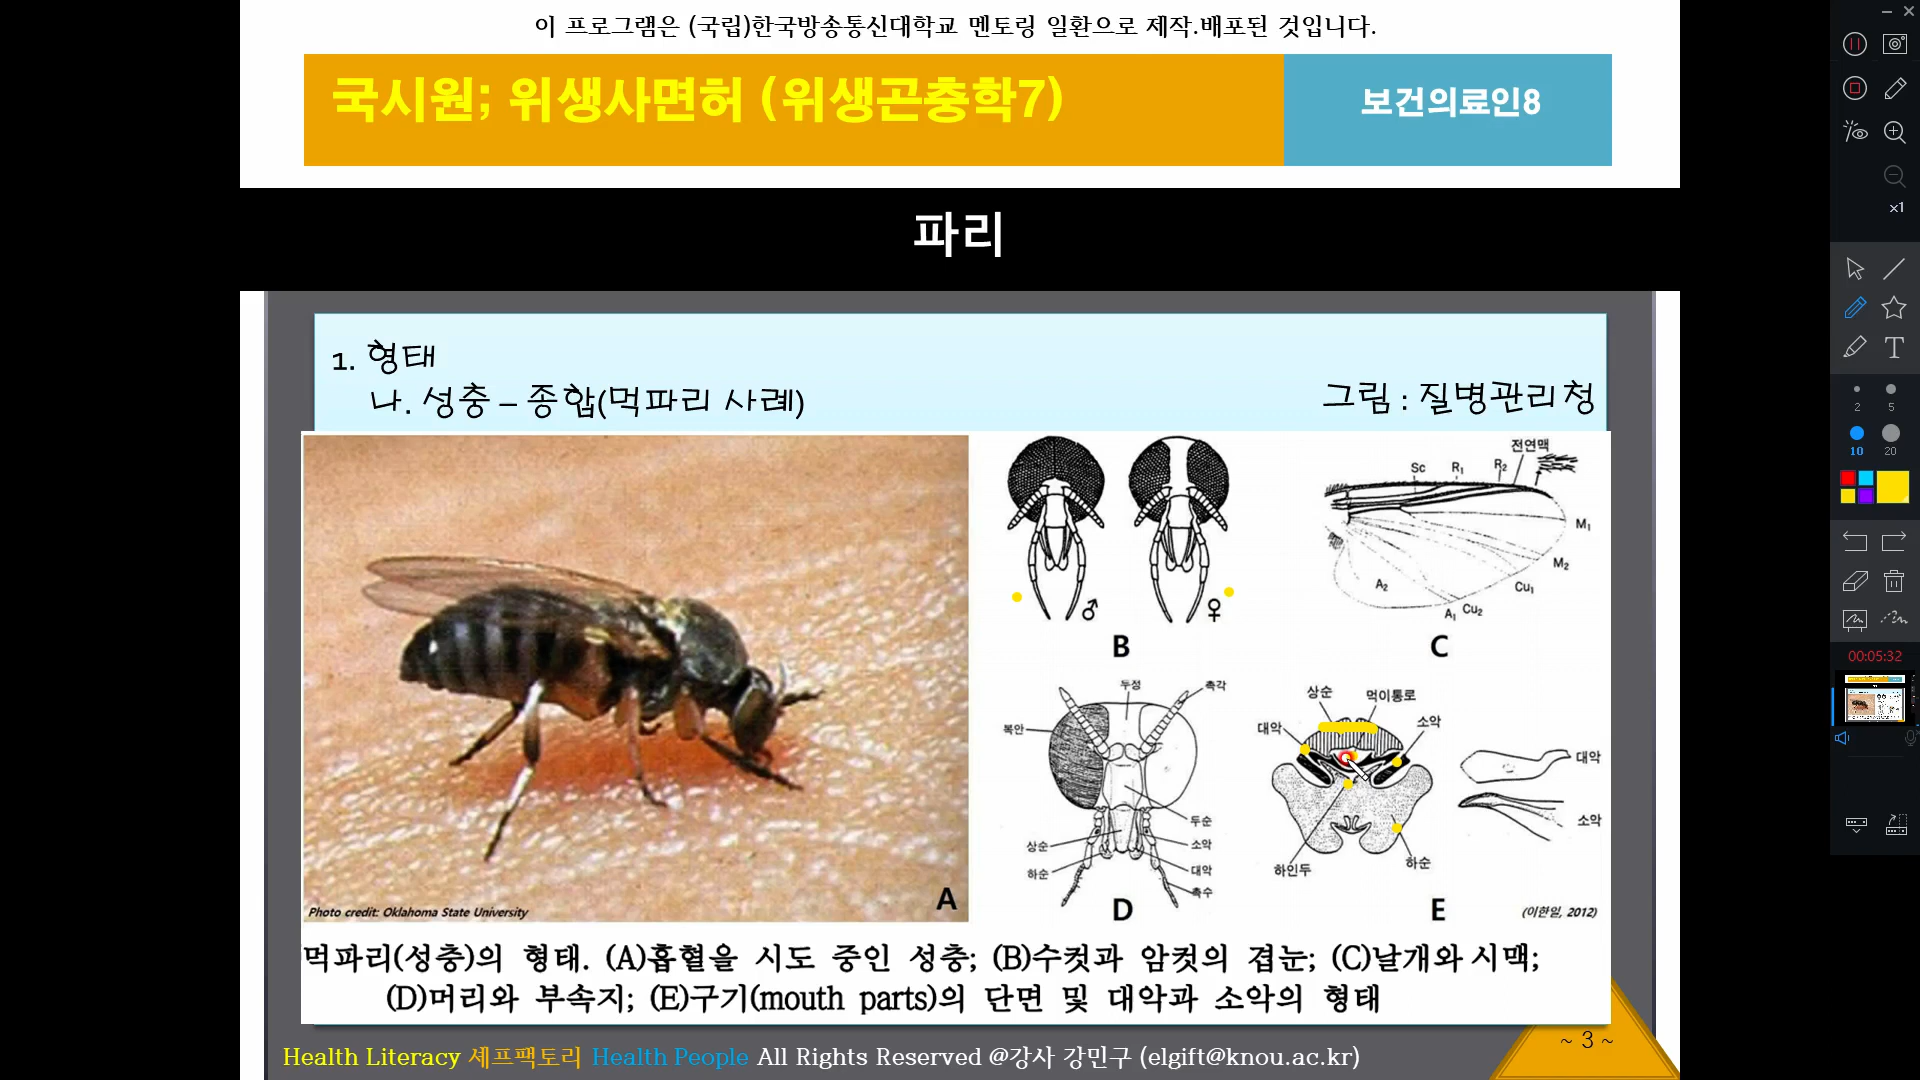 이 프로그램은 (국립)한국방송통신대학교 멘토링 일환으로 제작.배포된 것입니다.
국시원; 위생사면허 (위생곤충학7)
보건의료인8
파리
1. 형태
나. 성충 – 종합(먹파리 사례)
그림 : 질병관리청
Photo credit: Oklahoma State University
A
♂
♀
B
전연맥
Sc
R1
R2
M1
M2
Cu1
Cu2
A1
A2
C
두정
촉각
복안
두순
상순
소악
하순
대악
촉수
D
상순
먹이통로
대악
소악
하인두
하순
대악
소악
E
(이한일, 2012)
먹파리(성충)의 형태. (A)흡혈을 시도 중인 성충; (B)수컷과 암컷의 겹눈; (C)날개와 시맥;
(D)머리와 부속지; (E)구기(mouth parts)의 단면 및 대악과 소악의 형태
~ 3 ~
Health Literacy 셰프팩토리 Health People All Rights Reserved @강사 강민구 (elgift@knou.ac.kr)
x1
T
2
5
10
20
00:05:32